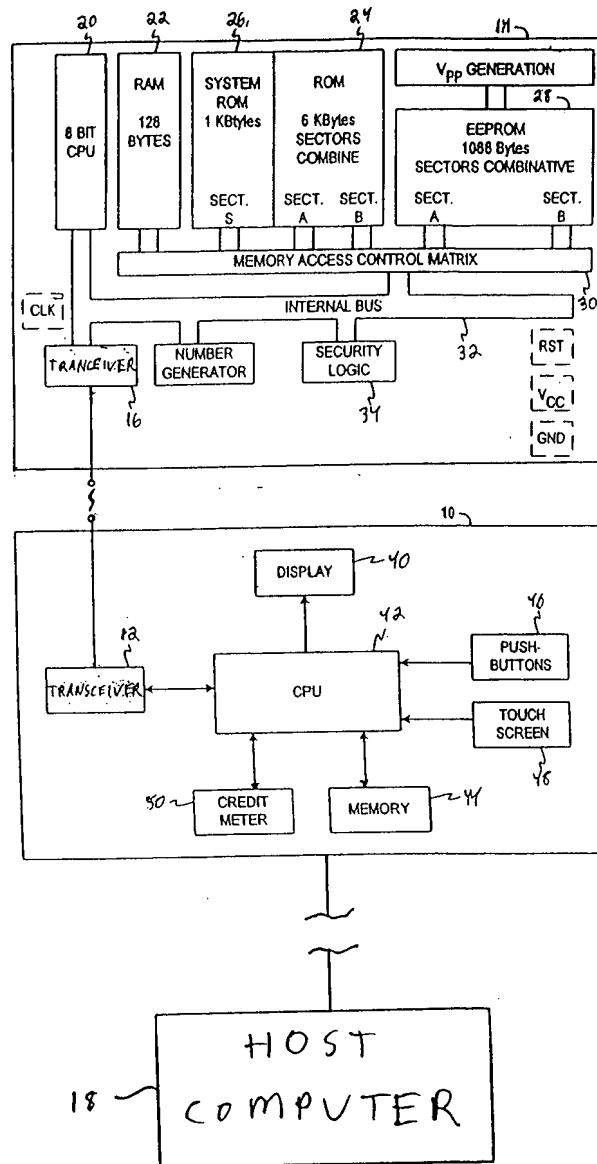 20
22
26
24
14
8 BIT
CPU
RAM
128
BYTES
SYSTEM
ROM
1 KBtyles
SECT.
S
ROM
6 KBytes
SECTORS
COMBINE
SECT.
A
SECT.
B
VPP GENERATION
28
EEPROM
1088 Bytes
SECTORS COMBINATIVE
SECT.
A
SECT.
B
MEMORY ACCESS CONTROL MATRIX
30
CLK
INTERNAL BUS
32
TRANCEIVER
16
NUMBER
GENERATOR
SECURITY
LOGIC
34
RST
VCC
GND
10
DISPLAY
40
42
CPU
12
TRANSCEIVER
46
PUSH-
BUTTONS
TOUCH
SCREEN
48
50
CREDIT
METER
MEMORY
44
18
HOST
COMPUTER